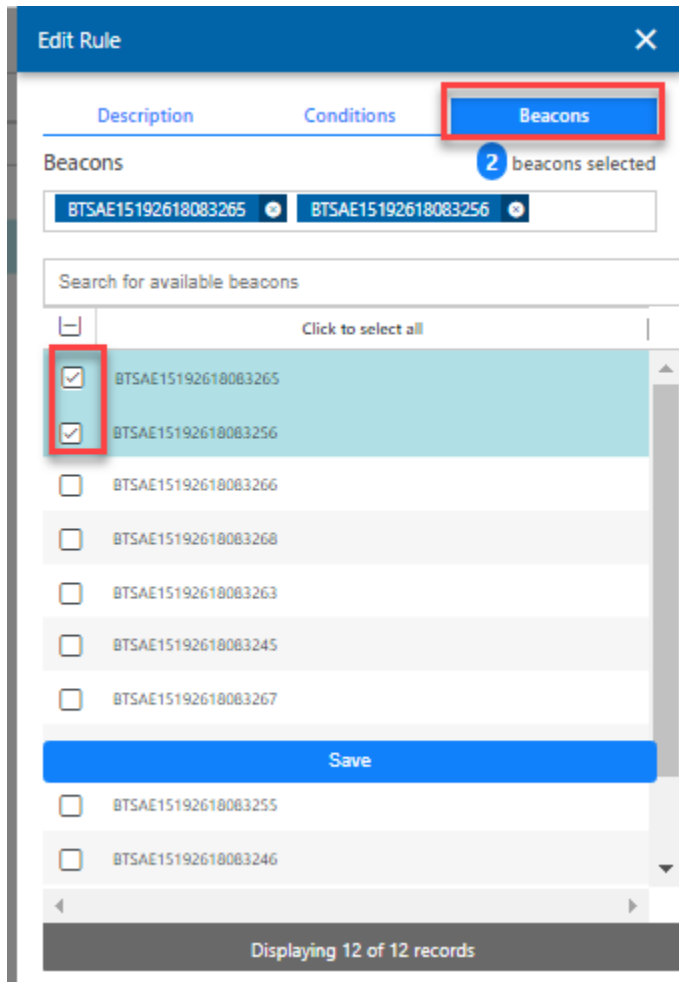 Edit Rule
Description Conditions Beacons
Beacons 2 beacons selected
BTSAE15192618083265 BTSAE15192618083256
Search for available beacons
Click to select all
BTSAE15192618083265
BTSAE15192618083256
BTSAE15192618083266
BTSAE15192618083268
BTSAE15192618083263
BTSAE15192618083245
BTSAE15192618083267
Save
BTSAE15192618083255
BTSAE15192618083246
Displaying 12 of 12 records